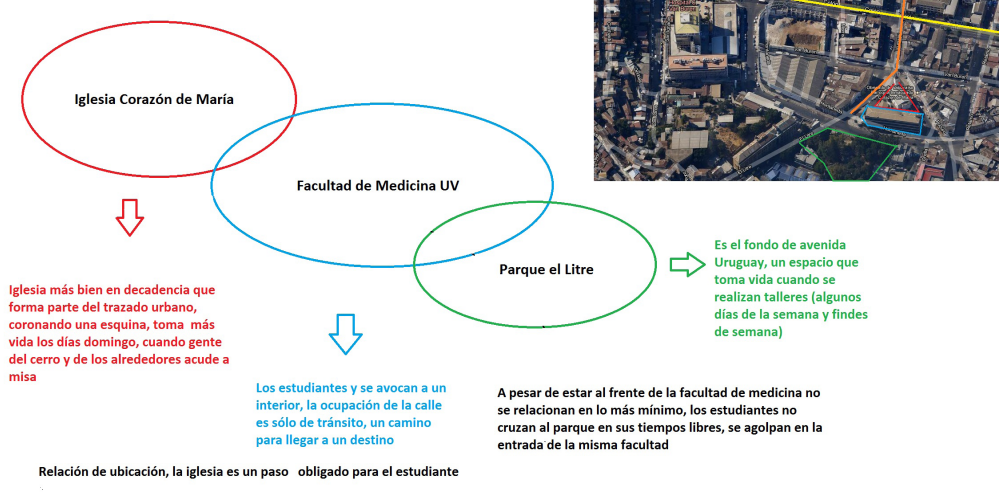 Iglesia Corazón de María
Facultad de Medicina UV
Parque el Litre
Es el fondo de avenida
Uruguay, un espacio que
toma vida cuando se
realizan talleres (algunos
días de la semana y findes
de semana)
Iglesia más bien en decadencia que
forma parte del trazado urbano,
coronando una esquina, toma más
vida los días domingo, cuando gente
del cerro y de los alrededores acude a
misa
Los estudiantes y se avocan a un
interior, la ocupación de la calle
es sólo de tránsito, un camino
para llegar a un destino
A pesar de estar al frente de la facultad de medicina no
se relacionan en lo más mínimo, los estudiantes no
cruzan al parque en sus tiempos libres, se agolpan en la
entrada de la misma facultad
Relación de ubicación, la iglesia es un paso obligado para el estudiante